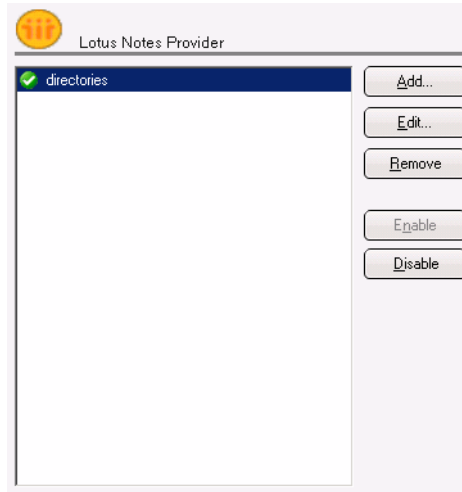 Lotus Notes Provider
directories
Add...
Edit...
Remove
Enable
Disable